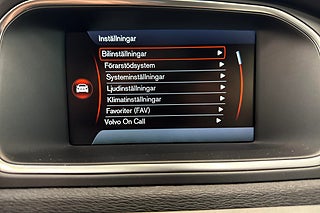 Inställningar
Bilinställningar
Förarstödsystem
Systeminställningar
Ljudinställningar
Klimatinställningar
Favoriter (FAV)
Volvo On Call